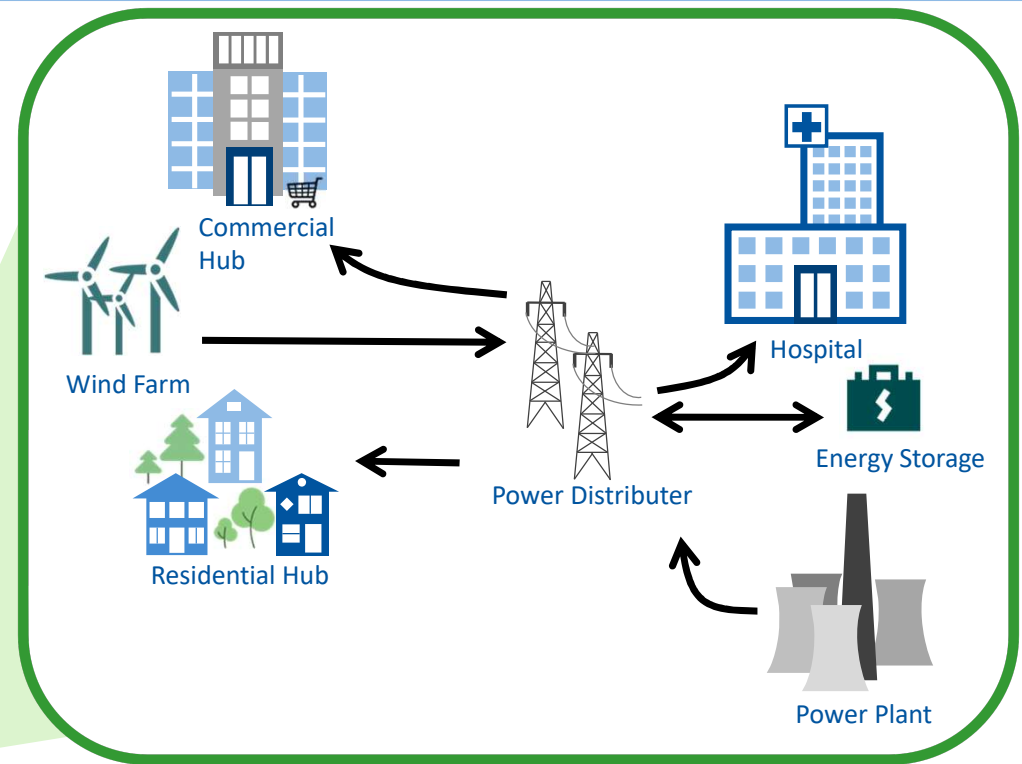 Commercial
Hub
Wind Farm
Hospital
Energy Storage
Power Distributer
Residential Hub
Power Plant